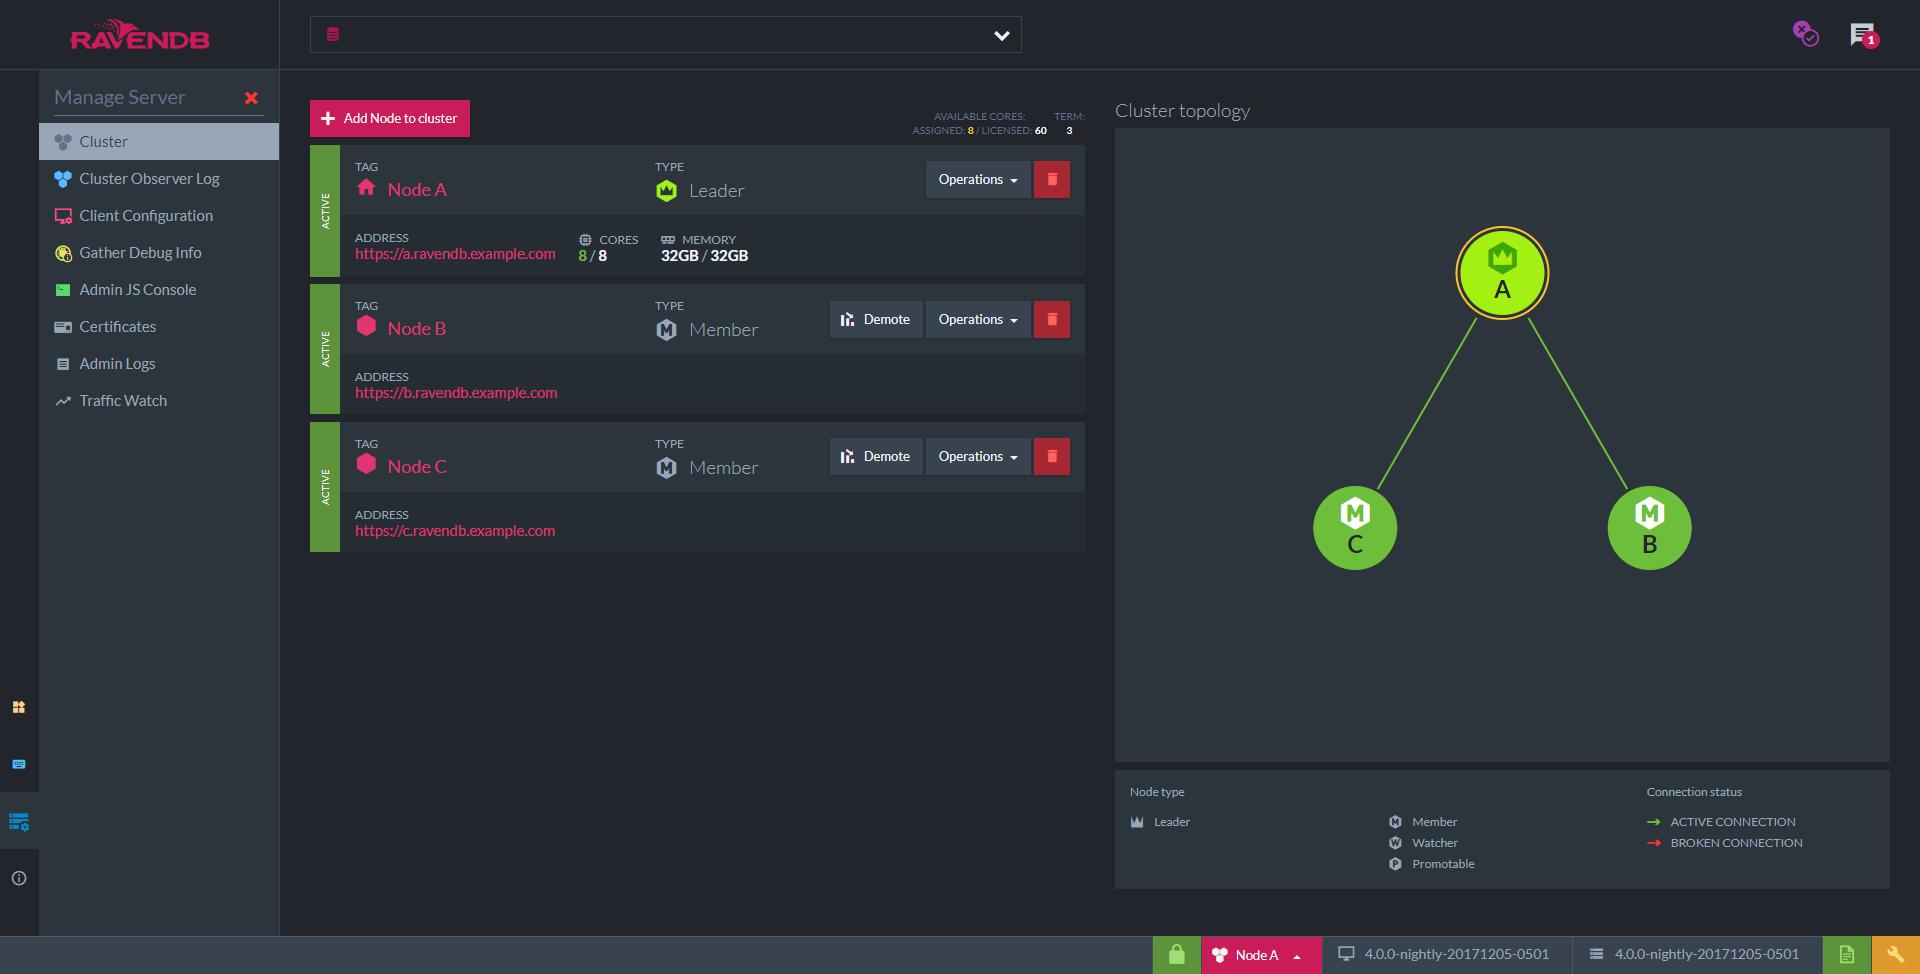 RAVENDB
1
Manage Server
Cluster
Cluster Observer Log
Client Configuration
Gather Debug Info
Admin JS Console
Certificates
Admin Logs
Traffic Watch
Add Node to cluster
AVAILABLE CORES: TERM:
ASSIGNED: 8 / LICENSED: 60 3
ACTIVE
TAG TYPE
Node A Leader
Operations
ADDRESS CORES MEMORY
https://a.ravendb.example.com 8 / 8 32GB / 32GB
ACTIVE
TAG TYPE
Node B M Member
Demote Operations
ADDRESS
https://b.ravendb.example.com
ACTIVE
TAG TYPE
Node C M Member
Demote Operations
ADDRESS
https://c.ravendb.example.com
Cluster topology
A
M
C
M
B
Node type Connection status
Leader M Member ACTIVE CONNECTION
W Watcher BROKEN CONNECTION
P Promotable
Node A 4.0.0-nightly-20171205-0501 4.0.0-nightly-20171205-0501